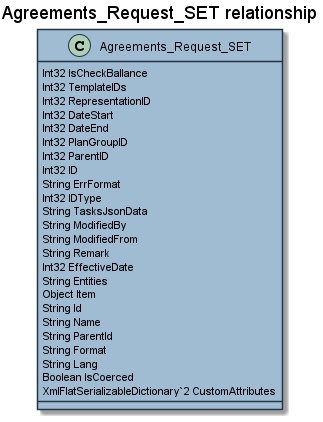 Agreements_Request_SET relationship
C Agreements_Request_SET
Int32 IsCheckBallance
Int32 TemplateIDs
Int32 RepresentationID
Int32 DateStart
Int32 DateEnd
Int32 PlanGroupID
Int32 ParentID
Int32 ID
String ErrFormat
Int32 IDType
String TasksJsonData
String ModifiedBy
String ModifiedFrom
String Remark
Int32 EffectiveDate
String Entities
Object Item
String Id
String Name
String ParentId
String Format
String Lang
Boolean IsCoerced
XmlFlatSerializableDictionary`2 CustomAttributes